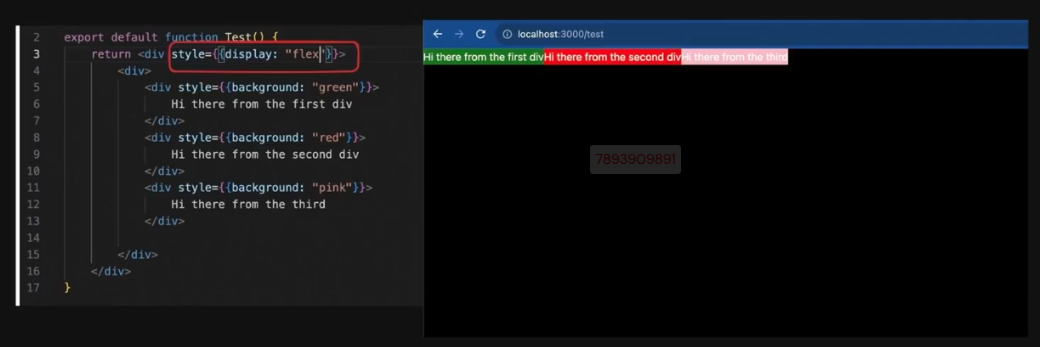 2 export default function Test() {
3 return <div style={{display: "flex"}}>
4 <div>
5 <div style={{background: "green"}}>
6 Hi there from the first div
7 </div>
8 <div style={{background: "red"}}>
9 Hi there from the second div
10 </div>
11 <div style={{background: "pink"}}>
12 Hi there from the third
13 </div>
14
15 </div>
16 </div>
17 }
localhost:3000/test
Hi there from the first divHi there from the second divHi there from the third
7893909891